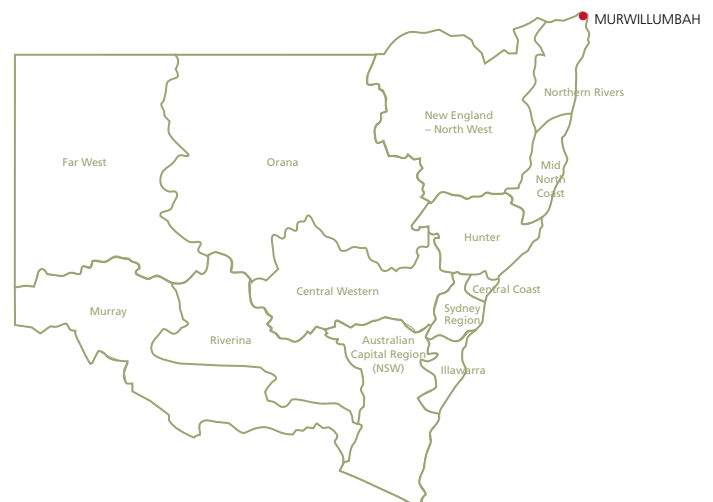 MURWILLUMBAH
Northern Rivers
New England
– North West
Far West
Orana
Mid
North
Coast
Hunter
Central Western
Central Coast
Murray
Sydney
Region
Riverina
Australian
Capital Region
(NSW)
Illawarra